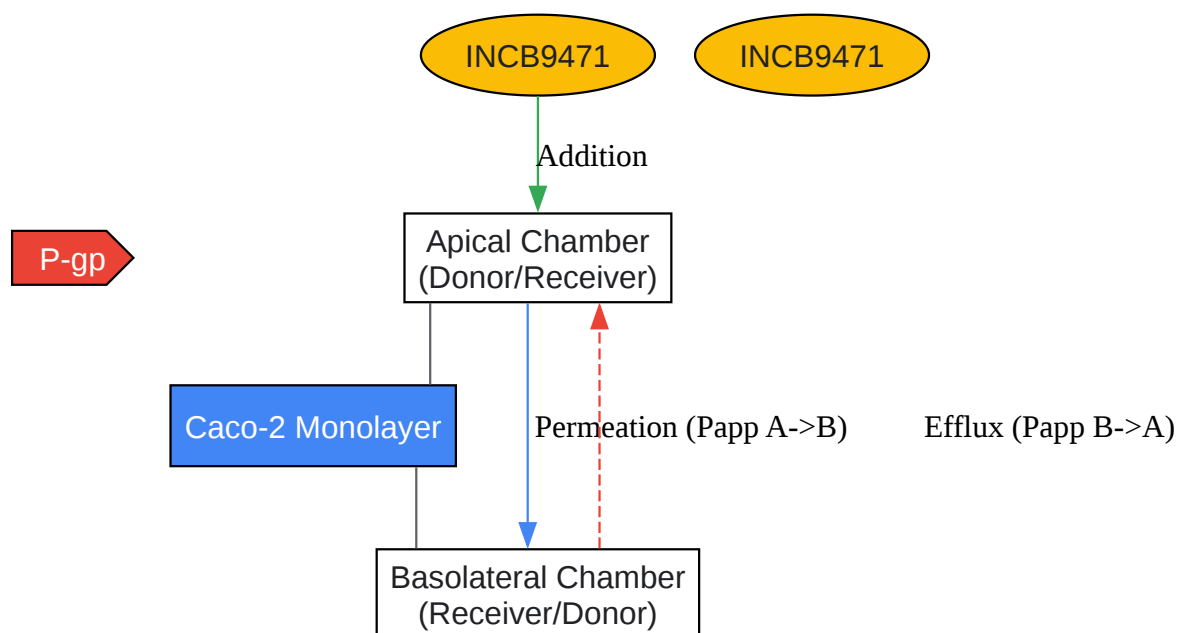 INCB9471
INCB9471
Addition
Apical Chamber
(Donor/Receiver)
P-gp
Caco-2 Monolayer
Permeation (Papp A->B)
Efflux (Papp B->A)
Basolateral Chamber
(Receiver/Donor)